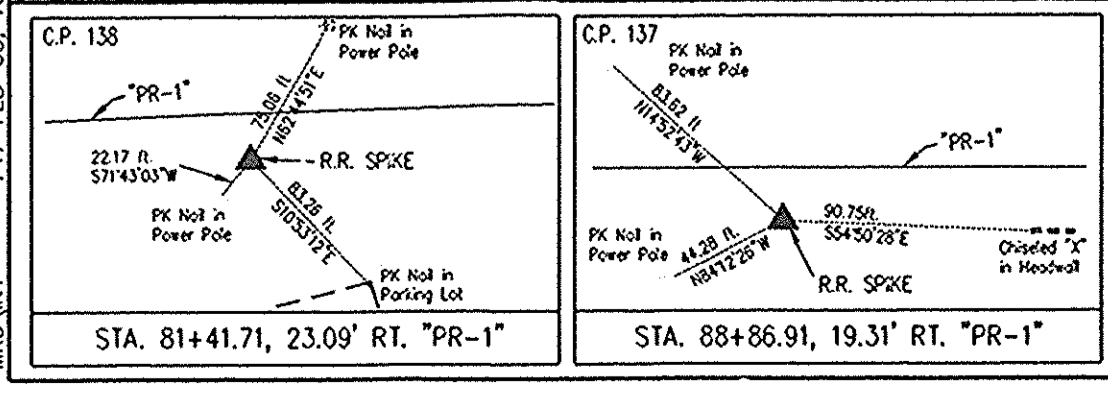 C.P. 138
PK Nail in
Power Pole
"PR-1"
75.06 ft.
N62°44'51"E
22.17 ft.
S71°43'03"W
R.R. SPIKE
PK Nail in
Power Pole
83.26 ft.
S10°53'12"E
PK Nail in
Parking Lot
STA. 81+41.71, 23.09' RT. "PR-1"
C.P. 137
PK Nail in
Power Pole
83.62 ft.
N14°52'43"W
"PR-1"
PK Nail in
Power Pole
44.28 ft.
N84°12'26"W
90.75ft.
S54°50'28"E
Chiseled "X"
in Headwall
R.R. SPIKE
STA. 88+86.91, 19.31' RT. "PR-1"